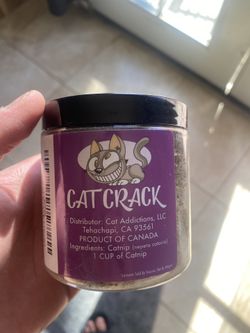 CAT CRACK
Distributor: Cat Addictions, LLC
Tehachapi, CA 93561
PRODUCT OF CANADA
Ingredients: Catnip (nepeta cataria)
1 CUP of Catnip